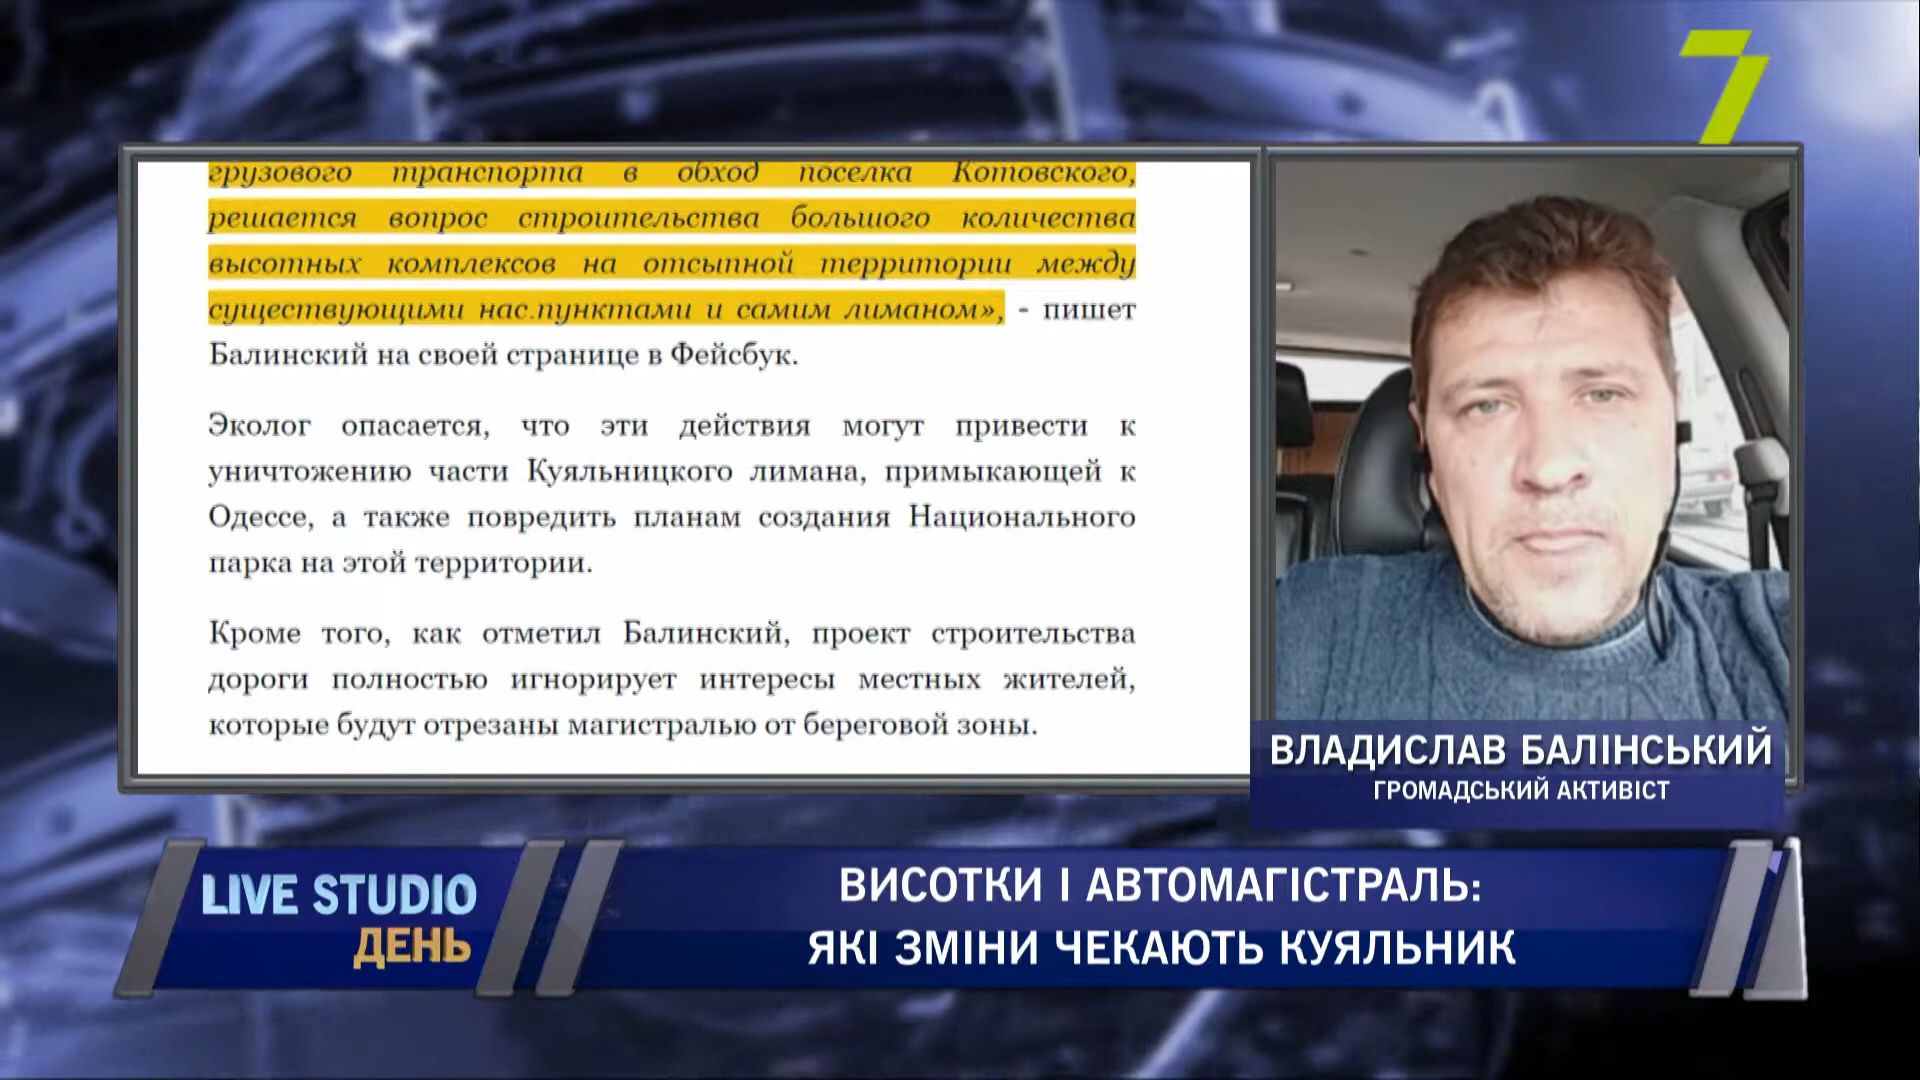 7
грузового транспорта в обход поселка Котовского,
решается вопрос строительства большого количества
высотных комплексов на отсыпной территории между
существующими нас.пунктами и самим лиманом», - пишет
Балинский на своей странице в Фейсбук.
Эколог опасается, что эти действия могут привести к
уничтожению части Куяльницкого лимана, примыкающей к
Одессе, а также повредить планам создания Национального
парка на этой территории.
Кроме того, как отметил Балинский, проект строительства
дороги полностью игнорирует интересы местных жителей,
которые будут отрезаны магистралью от береговой зоны.
ВЛАДИСЛАВ БАЛІНСЬКИЙ
ГРОМАДСЬКИЙ АКТИВІСТ
LIVE STUDIO
ДЕНЬ
ВИСОТКИ І АВТОМАГІСТРАЛЬ:
ЯКІ ЗМІНИ ЧЕКАЮТЬ КУЯЛЬНИК